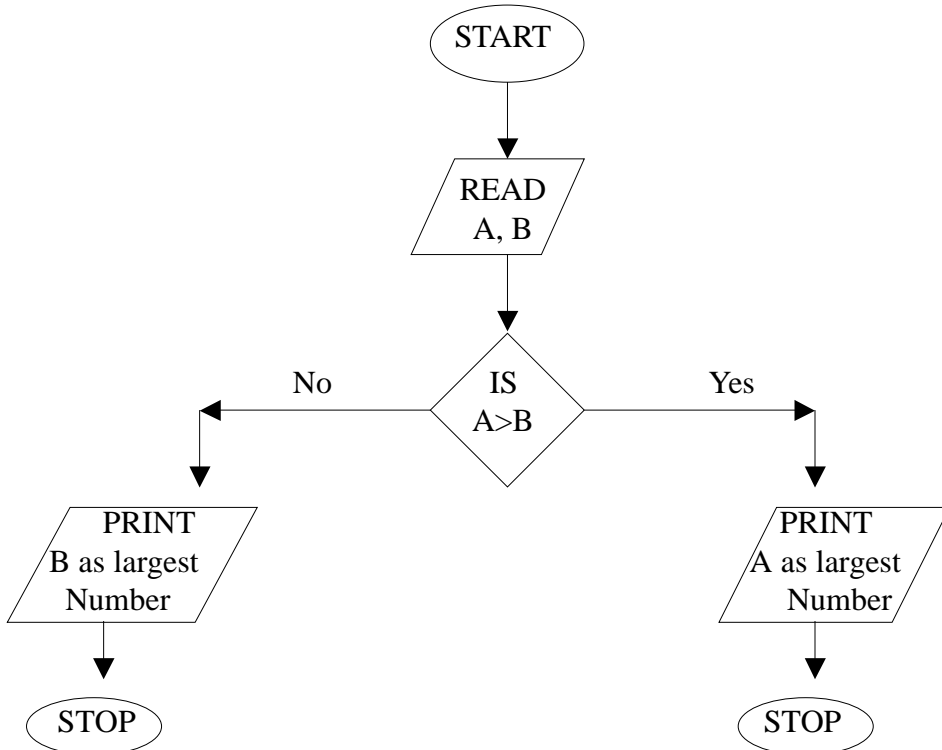 START
READ
A, B
No
IS
A>B
Yes
PRINT
B as largest
Number
PRINT
A as largest
Number
STOP
STOP